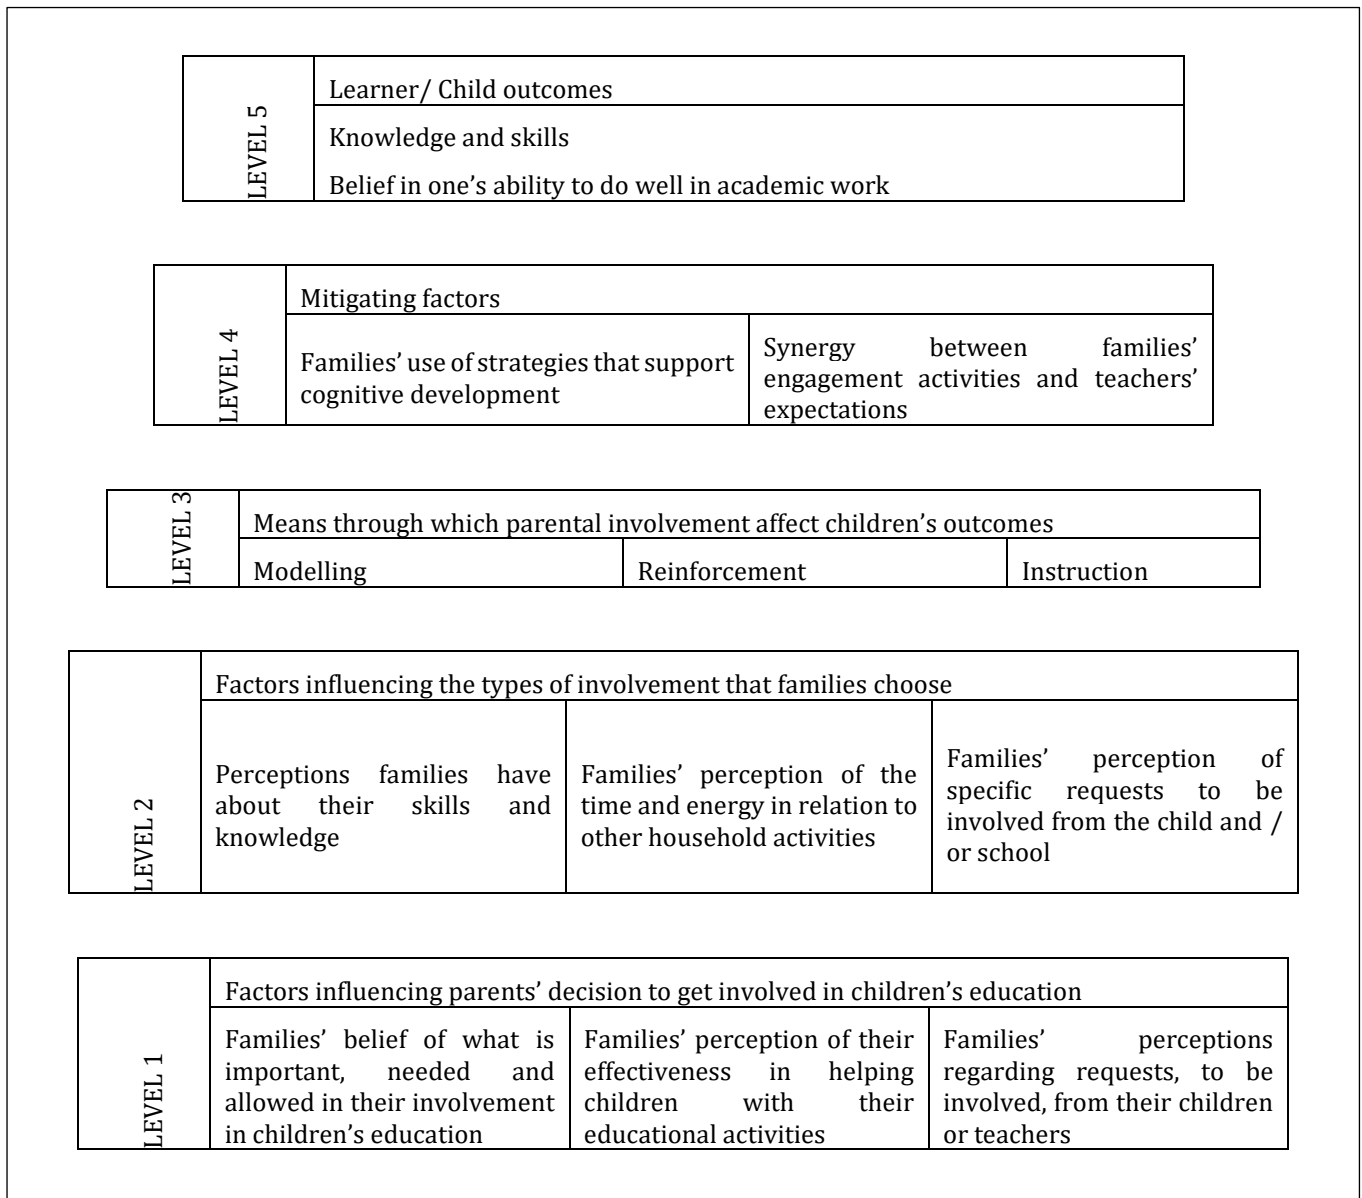 LEVEL 5
Learner/ Child outcomes
Knowledge and skills
Belief in one’s ability to do well in academic work
LEVEL 4
Mitigating factors
Families’ use of strategies that support
cognitive development
Synergy between families’
engagement activities and teachers’
expectations
LEVEL 3
Means through which parental involvement affect children’s outcomes
Modelling
Reinforcement
Instruction
LEVEL 2
Factors influencing the types of involvement that families choose
Perceptions families have
about their skills and
knowledge
Families’ perception of the
time and energy in relation to
other household activities
Families’ perception of
specific requests to be
involved from the child and /
or school
LEVEL 1
Factors influencing parents’ decision to get involved in children’s education
Families’ belief of what is
important, needed and
allowed in their involvement
in children’s education
Families’ perception of their
effectiveness in helping
children with their
educational activities
Families’ perceptions
regarding requests, to be
involved, from their children
or teachers